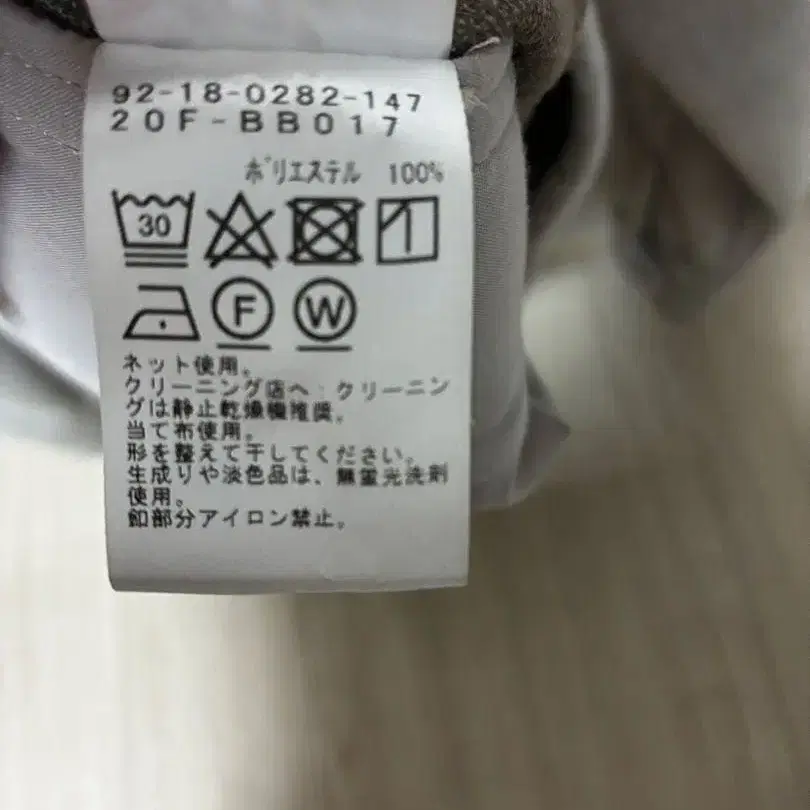 92-18-0282-147
20F-BB017
ポリエステル 100%
30
F W
ネット使用。
クリーニング店へ：クリーニン
グは静止乾燥機推奨。
当て布使用。
形を整えて干してください。
生成りや淡色品は、無蛍光洗剤
使用。
釦部分アイロン禁止。